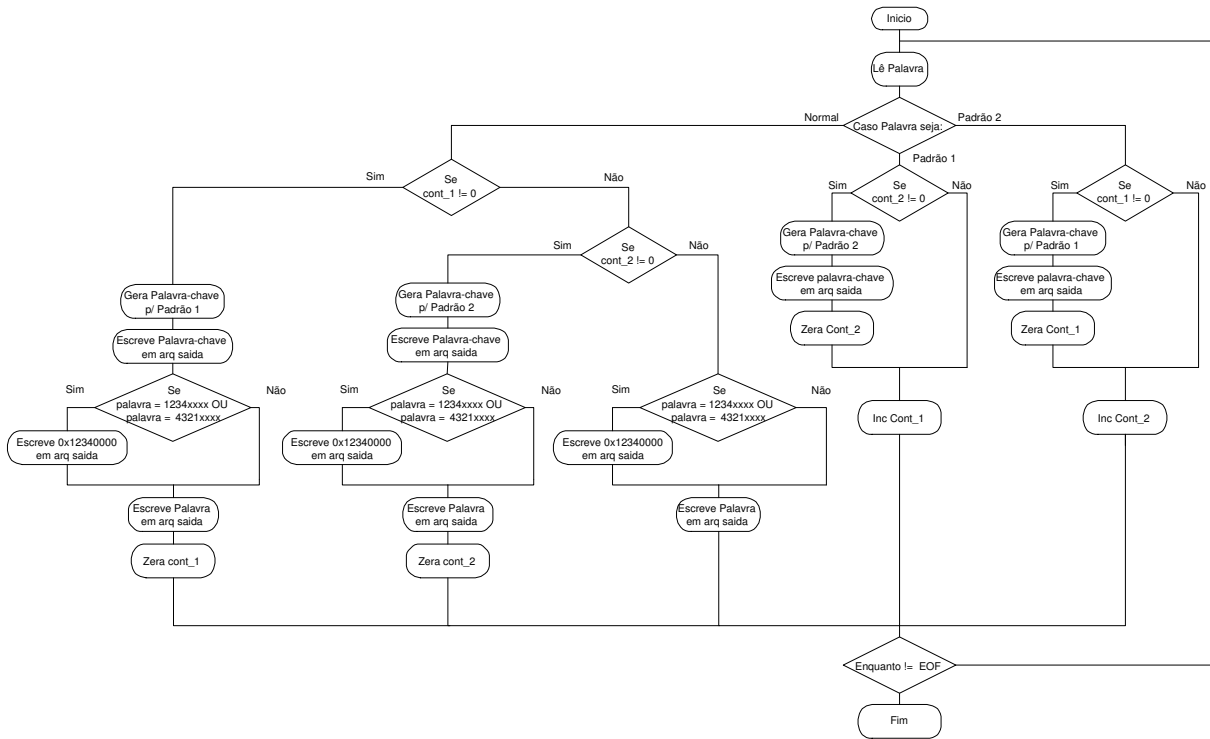 Inicio
Lê Palavra
Normal
Caso Palavra seja:
Padrão 2
Padrão 1
Sim
Se
cont_1 != 0
Não
Sim
Se
cont_2 != 0
Não
Sim
Se
cont_1 != 0
Não
Sim
Se
cont_2 != 0
Não
Gera Palavra-chave
p/ Padrão 2
Gera Palavra-chave
p/ Padrão 1
Escreve palavra-chave
em arq saida
Escreve palavra-chave
em arq saida
Zera Cont_2
Zera Cont_1
Gera Palavra-chave
p/ Padrão 1
Gera Palavra-chave
p/ Padrão 2
Escreve Palavra-chave
em arq saida
Escreve Palavra-chave
em arq saida
Sim
Se
palavra = 1234xxxx OU
palavra = 4321xxxx
Não
Sim
Se
palavra = 1234xxxx OU
palavra = 4321xxxx
Não
Sim
Se
palavra = 1234xxxx OU
palavra = 4321xxxx
Não
Inc Cont_1
Inc Cont_2
Escreve 0x12340000
em arq saida
Escreve 0x12340000
em arq saida
Escreve 0x12340000
em arq saida
Escreve Palavra
em arq saida
Escreve Palavra
em arq saida
Escreve Palavra
em arq saida
Zera cont_1
Zera cont_2
Enquanto != EOF
Fim